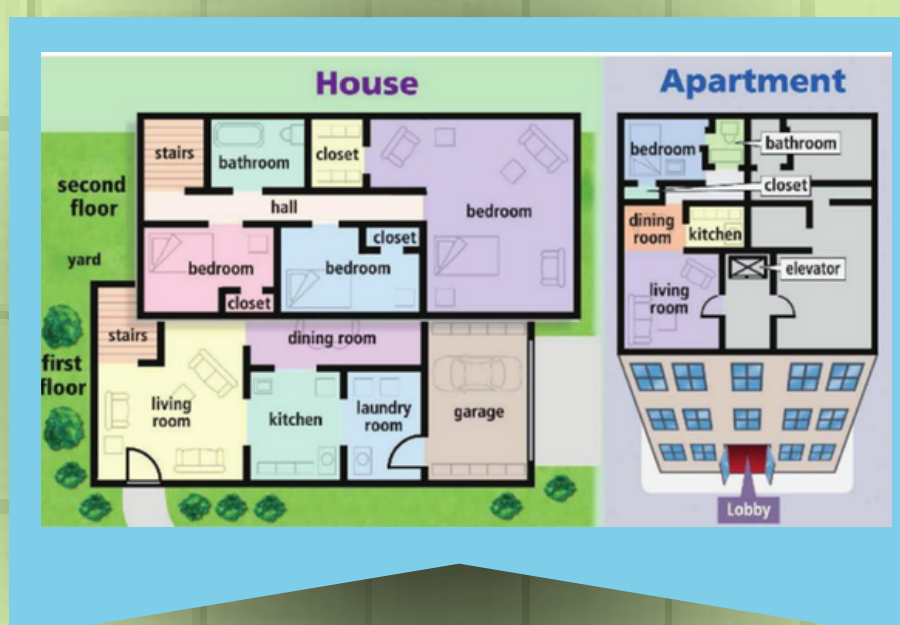 House
stairs
bathroom
closet
second
floor
hall
bedroom
closet
yard
bedroom
bedroom
closet
stairs
dining room
first
floor
living
room
kitchen
laundry
room
garage
Apartment
bedroom
bathroom
closet
dining
room
kitchen
elevator
living
room
Lobby